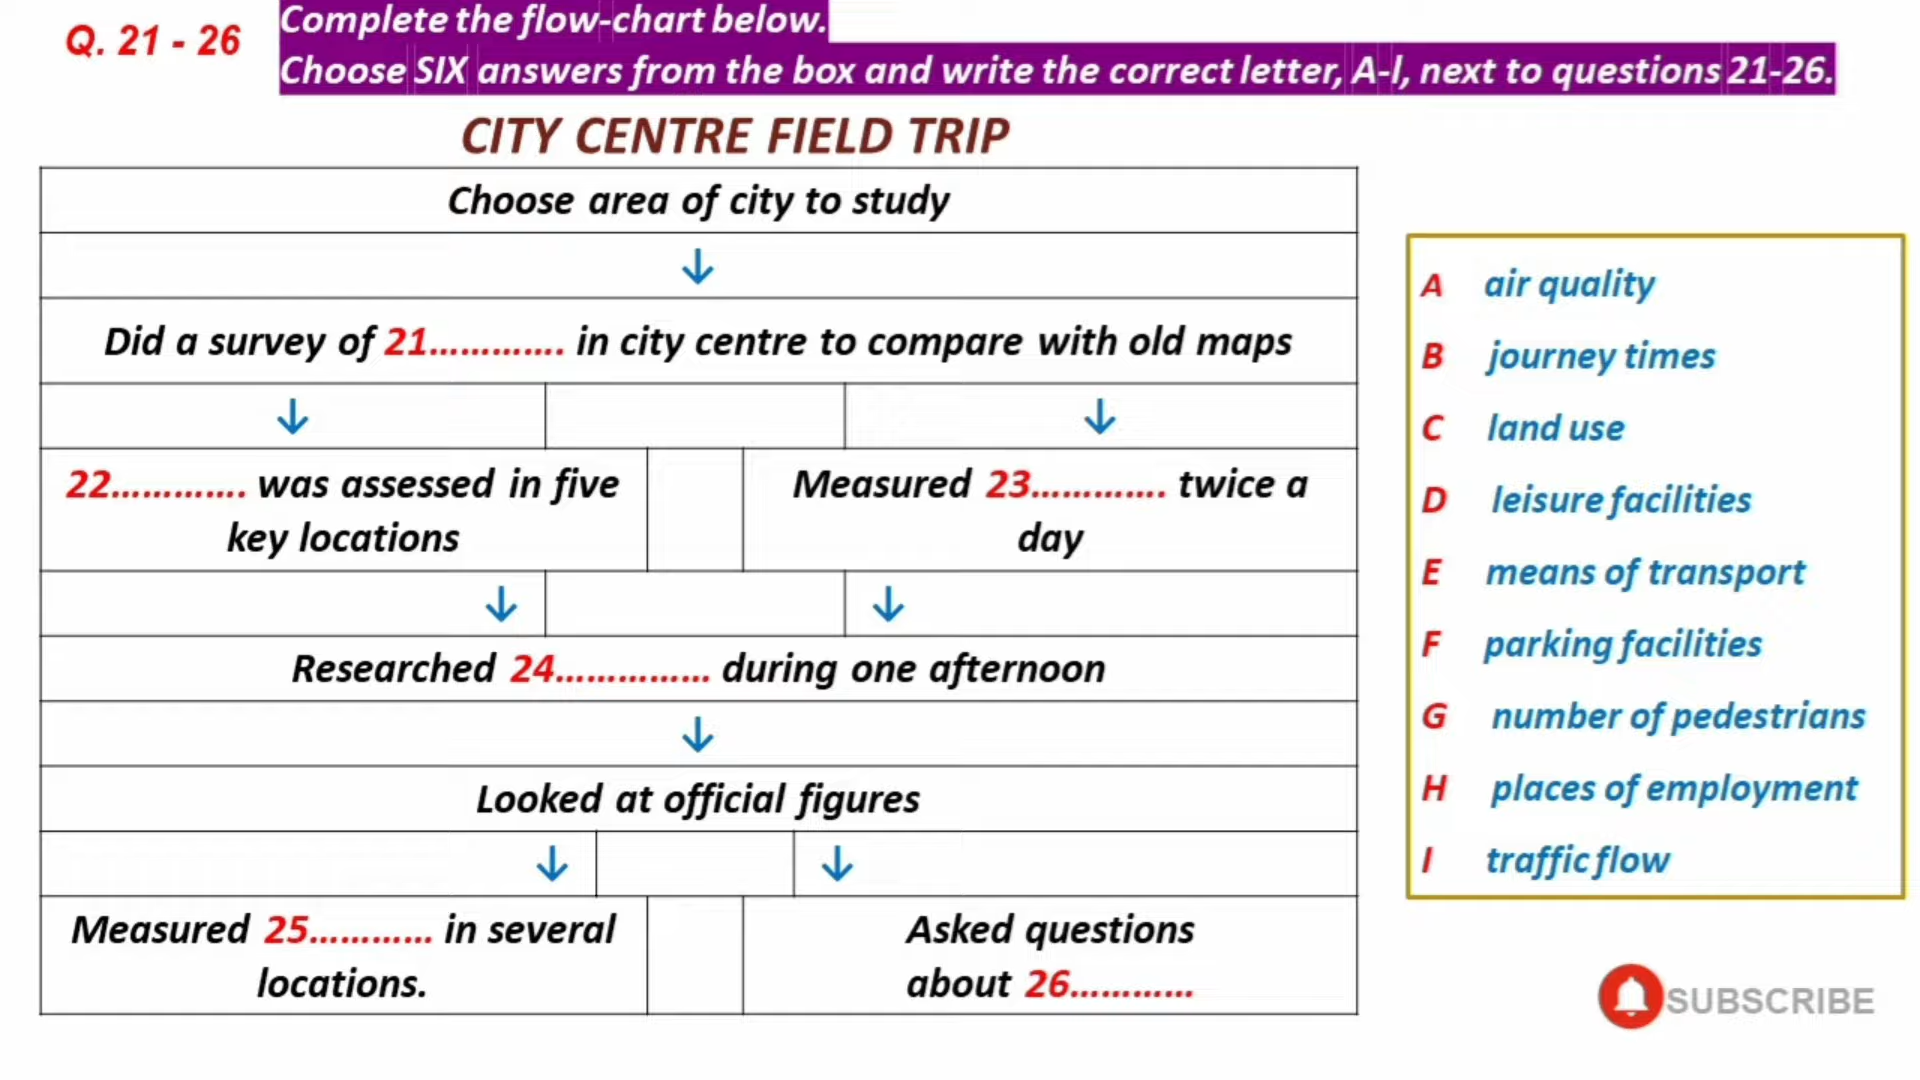 Q. 21 - 26
Complete the flow-chart below.
Choose SIX answers from the box and write the correct letter, A-I, next to questions 21-26.
CITY CENTRE FIELD TRIP
Choose area of city to study
↓
Did a survey of 21............. in city centre to compare with old maps
↓ ↓
22............. was assessed in five
key locations
Measured 23............. twice a
day
↓ ↓
Researched 24............... during one afternoon
↓
Looked at official figures
↓ ↓
Measured 25............ in several
locations.
Asked questions
about 26............
A air quality
B journey times
C land use
D leisure facilities
E means of transport
F parking facilities
G number of pedestrians
H places of employment
I traffic flow
SUBSCRIBE